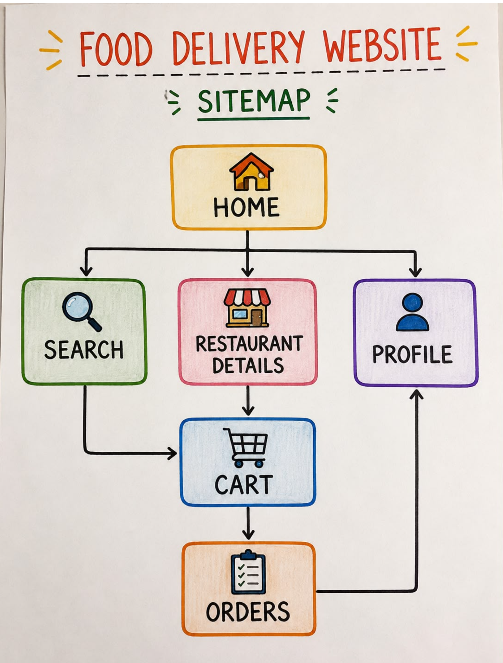 FOOD DELIVERY WEBSITE
SITEMAP
HOME
SEARCH
RESTAURANT
DETAILS
PROFILE
CART
ORDERS